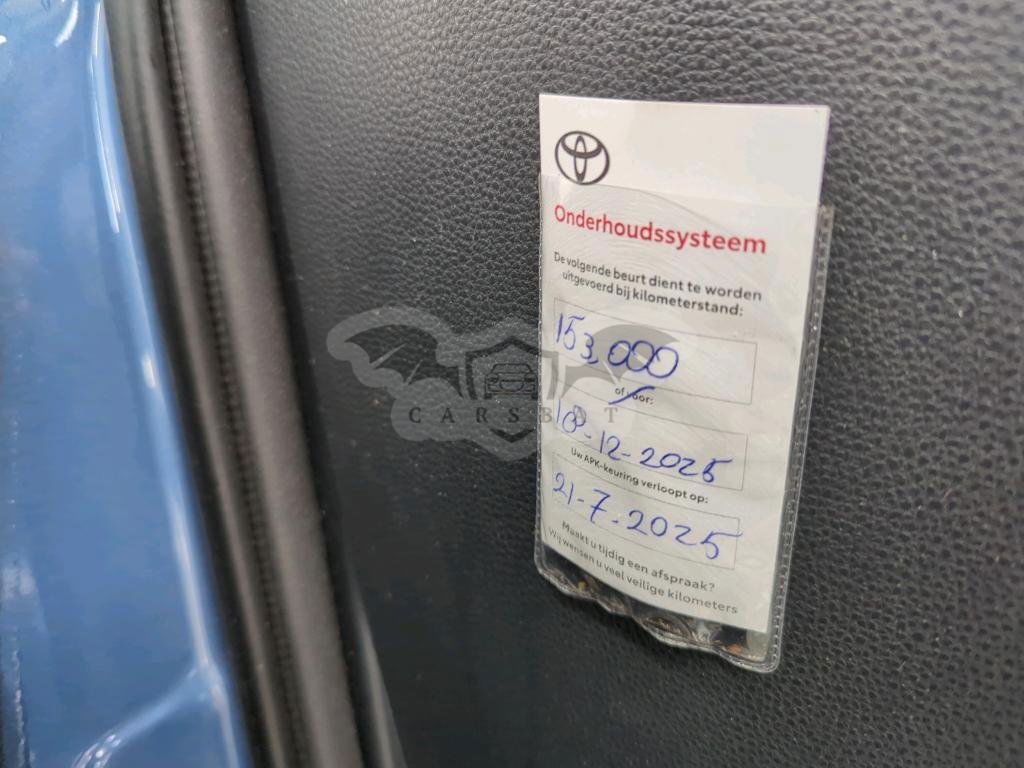 Onderhoudssysteem
De volgende beurt dient te worden
uitgevoerd bij kilometerstand:
153.000
of voor:
18-12-2025
Uw APK-keuring verloopt op:
21-7-2025
Maakt u tijdig een afspraak?
Wij wensen u veel veilige kilometers
CARSBAT